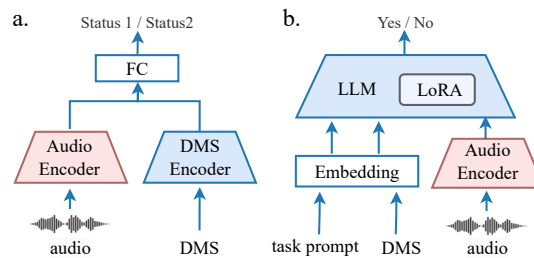 a.
Status 1 / Status2
FC
Audio
Encoder
DMS
Encoder
audio
DMS
b.
Yes / No
LLM
LoRA
Embedding
Audio
Encoder
task prompt
DMS
audio